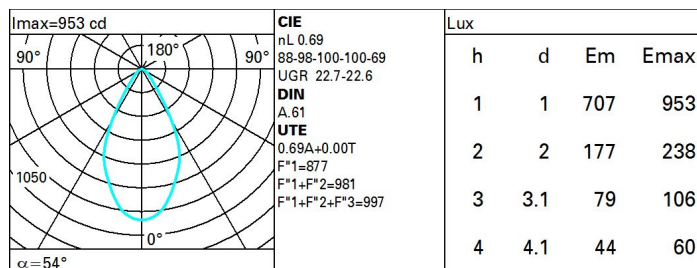 Imax=953 cd
90°
180°
90°
1050
0°
α=54°
CIE
nL 0.69
88-98-100-100-69
UGR 22.7-22.6
DIN
A.61
UTE
0.69A+0.00T
F"1=877
F"1+F"2=981
F"1+F"2+F"3=997
Lux
h d Em Emax
1 1 707 953
2 2 177 238
3 3.1 79 106
4 4.1 44 60